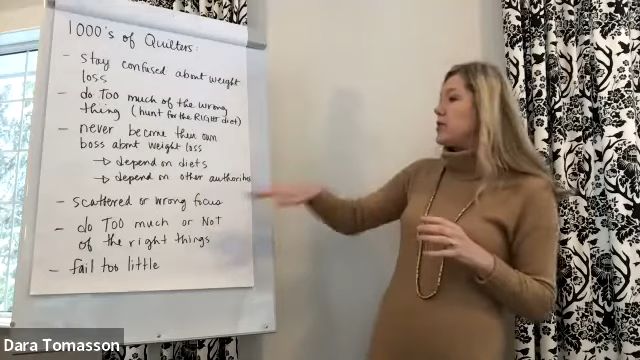 1000's of Quilters:
- stay confused about weight
loss
- do TOO much of the wrong
thing (hunt for the RIGHT diet)
- never become their own
boss about weight loss
→ depend on diets
→ depend on other authorities
- scattered or wrong focus
- do TOO much or NOT
of the right things
- fail too little
Dara Tomasson